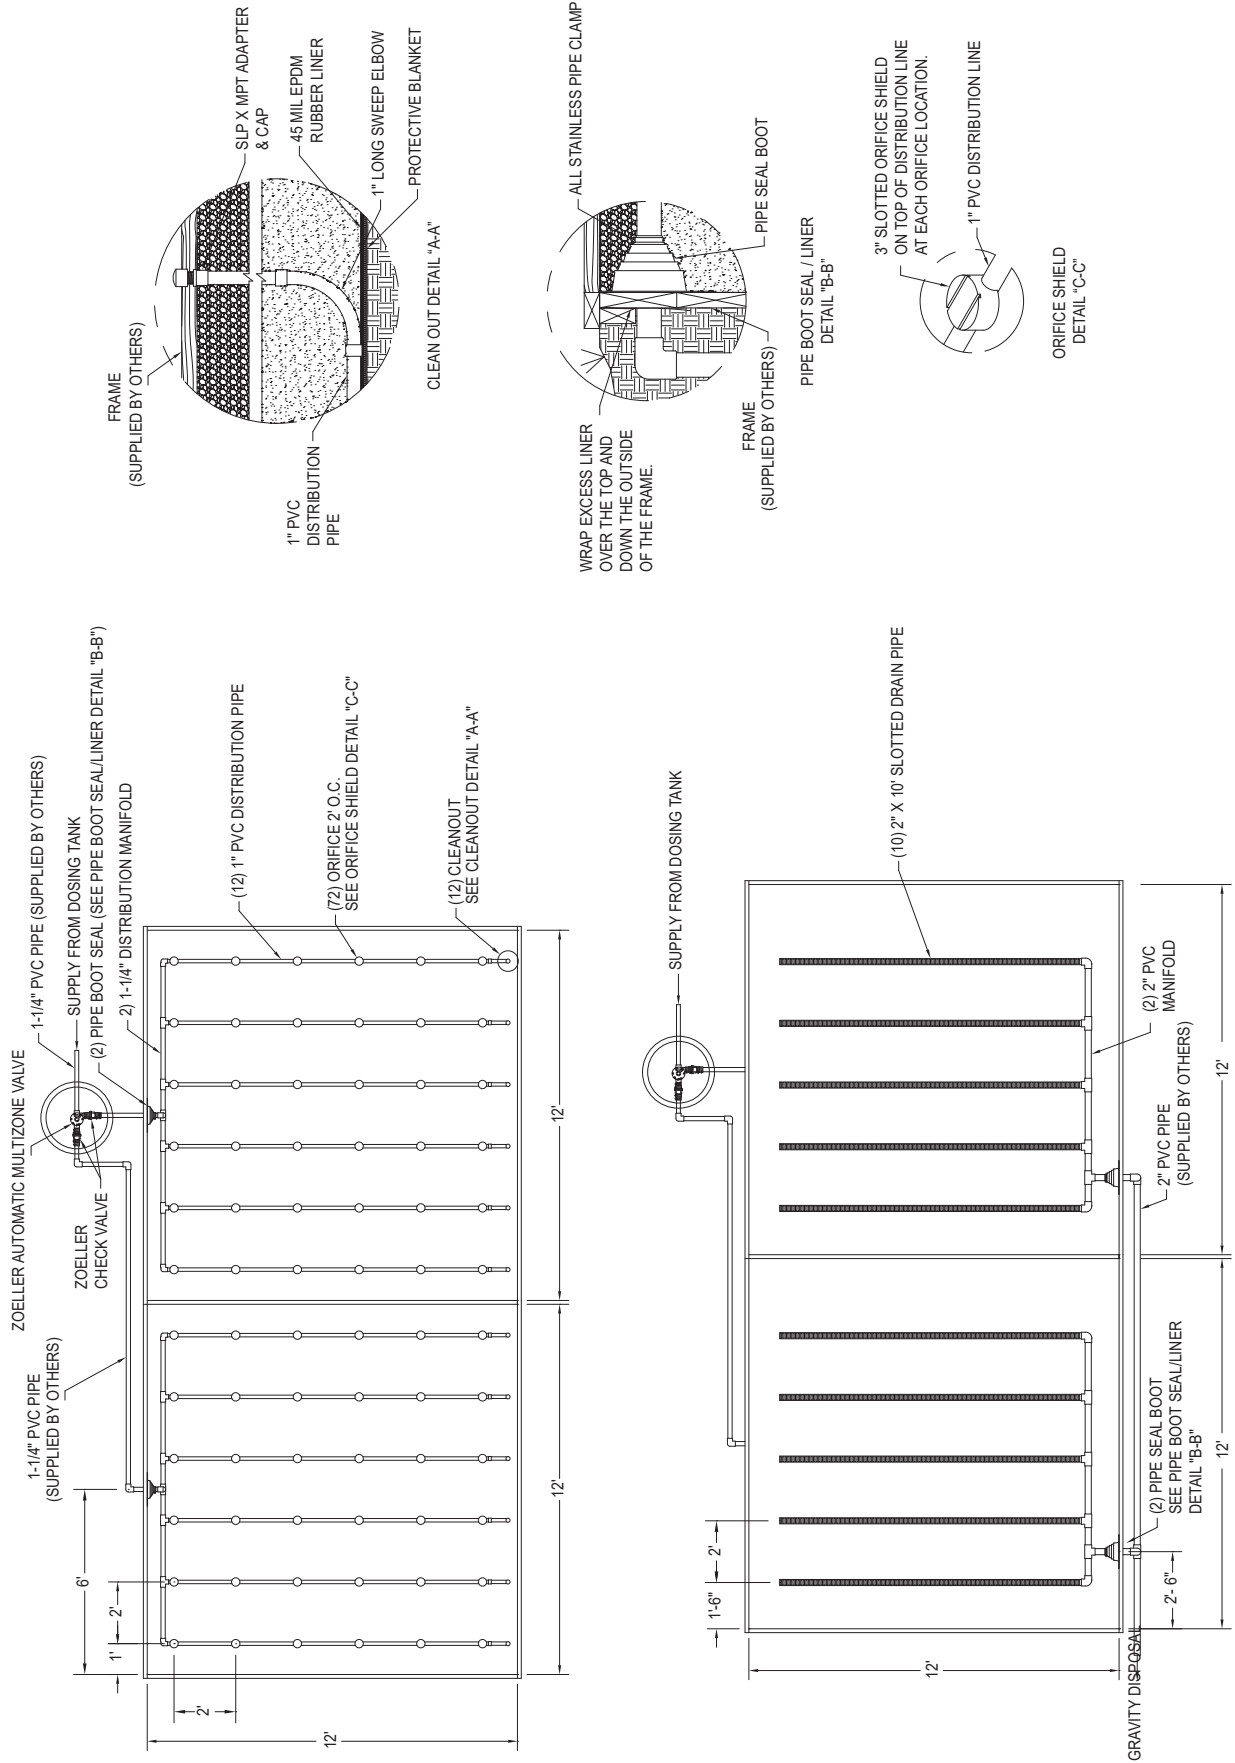 ZOELLER AUTOMATIC MULTIZONE VALVE
1-1/4" PVC PIPE (SUPPLIED BY OTHERS)
SUPPLY FROM DOSING TANK
(2) PIPE BOOT SEAL (SEE PIPE BOOT SEAL/LINER DETAIL "B-B")
2) 1-1/4" DISTRIBUTION MANIFOLD
1-1/4" PVC PIPE
(SUPPLIED BY OTHERS)
ZOELLER
CHECK VALVE
(12) 1" PVC DISTRIBUTION PIPE
(72) ORIFICE 2' O.C.
SEE ORIFICE SHIELD DETAIL "C-C"
(12) CLEANOUT
SEE CLEANOUT DETAIL "A-A"
6'
1'
2'
2'
12'
12'
12'
SUPPLY FROM DOSING TANK
(10) 2" X 10' SLOTTED DRAIN PIPE
(2) 2" PVC
MANIFOLD
2" PVC PIPE
(SUPPLIED BY OTHERS)
(2) PIPE SEAL BOOT
SEE PIPE BOOT SEAL/LINER
DETAIL "B-B"
1'-6"
2'
12'
2'- 6"
12'
12'
GRAVITY DISPOSAL
FRAME
(SUPPLIED BY OTHERS)
SLP X MPT ADAPTER
& CAP
45 MIL EPDM
RUBBER LINER
1" LONG SWEEP ELBOW
PROTECTIVE BLANKET
1" PVC
DISTRIBUTION
PIPE
CLEAN OUT DETAIL "A-A"
ALL STAINLESS PIPE CLAMP
PIPE SEAL BOOT
WRAP EXCESS LINER
OVER THE TOP AND
DOWN THE OUTSIDE
OF THE FRAME.
FRAME
(SUPPLIED BY OTHERS)
PIPE BOOT SEAL / LINER
DETAIL "B-B"
3" SLOTTED ORIFICE SHIELD
ON TOP OF DISTRIBUTION LINE
AT EACH ORIFICE LOCATION.
1" PVC DISTRIBUTION LINE
ORIFICE SHIELD
DETAIL "C-C"